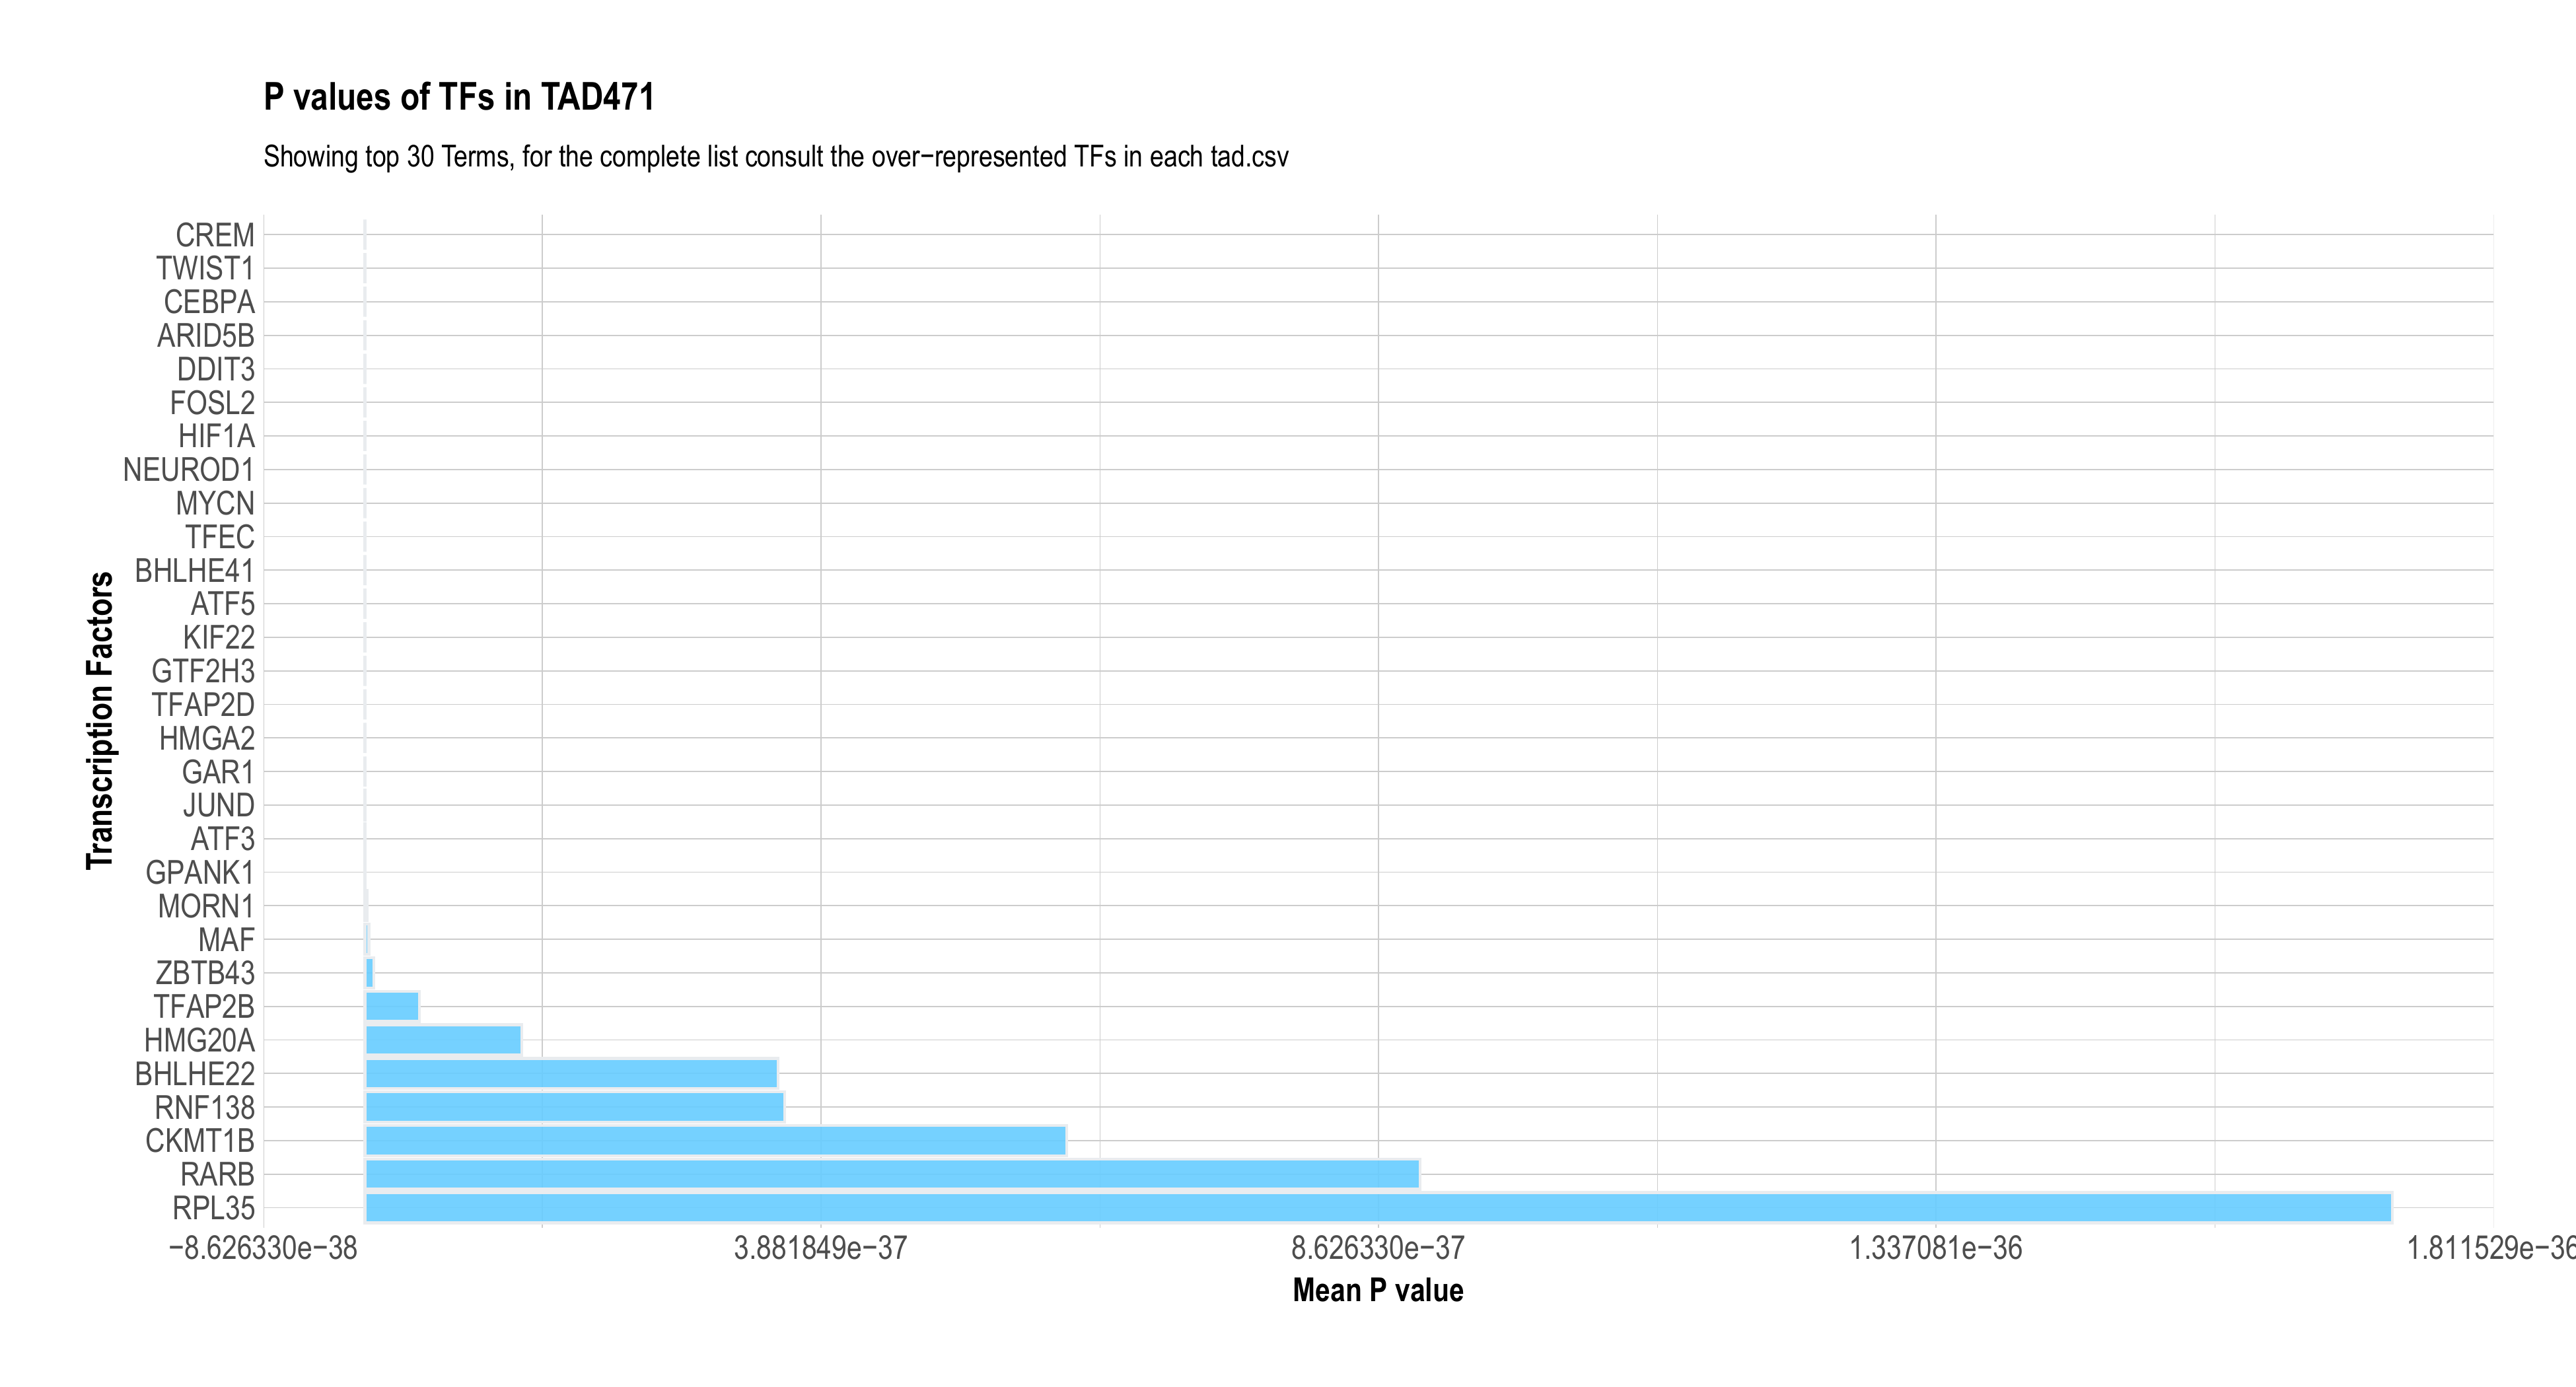 P values of TFs in TAD471
Showing top 30 Terms, for the complete list consult the over−represented TFs in each tad.csv
Transcription Factors
CREM
TWIST1
CEBPA
ARID5B
DDIT3
FOSL2
HIF1A
NEUROD1
MYCN
TFEC
BHLHE41
ATF5
KIF22
GTF2H3
TFAP2D
HMGA2
GAR1
JUND
ATF3
GPANK1
MORN1
MAF
ZBTB43
TFAP2B
HMG20A
BHLHE22
RNF138
CKMT1B
RARB
RPL35
−8.626330e−38 3.881849e−37 8.626330e−37 1.337081e−36 1.811529e−36
Mean P value